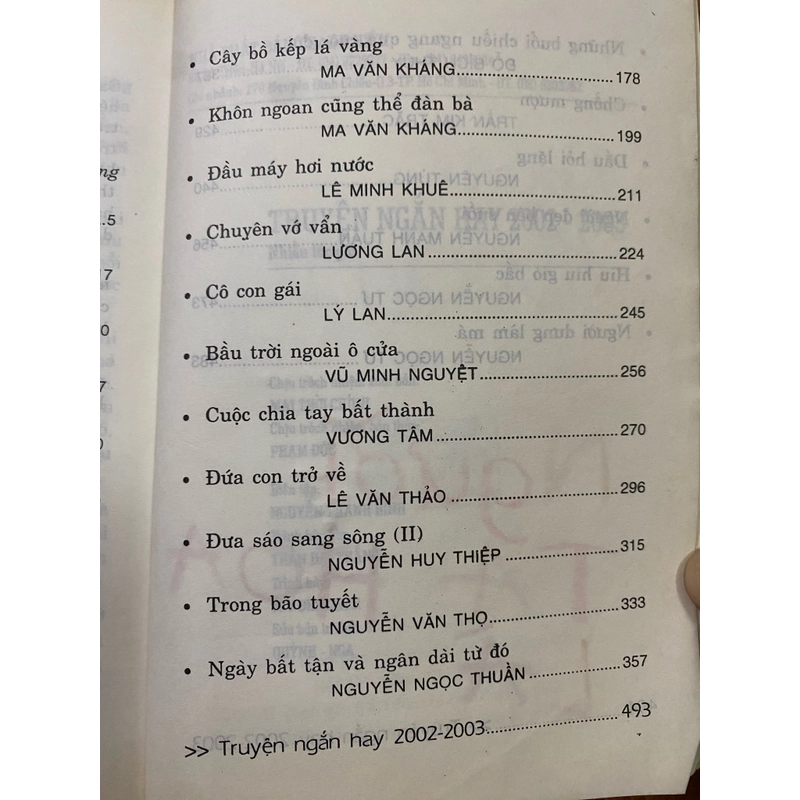 • Cây bồ kếp lá vàng
MA VĂN KHÁNG.....178
• Khôn ngoan cũng thể đàn bà
MA VĂN KHÁNG.....199
• Đầu máy hơi nước
LÊ MINH KHUÊ.....211
• Chuyên vớ vẩn
LƯƠNG LAN.....224
• Cô con gái
LÝ LAN.....245
• Bầu trời ngoài ô cửa
VŨ MINH NGUYỆT.....256
• Cuộc chia tay bất thành
VƯƠNG TÂM.....270
• Đứa con trở về
LÊ VĂN THẢO.....296
• Đưa sáo sang sông (II)
NGUYỄN HUY THIỆP.....315
• Trong bão tuyết
NGUYỄN VĂN THỌ.....333
• Ngày bất tận và ngân dài từ đó
NGUYỄN NGỌC THUẦN.....357
>> Truyện ngắn hay 2002-2003.....493